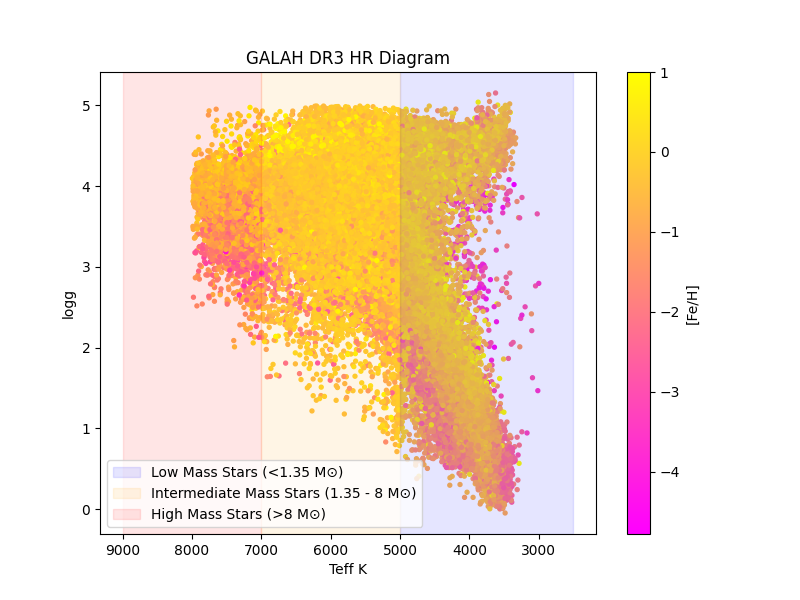 GALAH DR3 HR Diagram
5
4
3
2
1
0
logg
9000 8000 7000 6000 5000 4000 3000
Teff K
Low Mass Stars (<1.35 M⊙)
Intermediate Mass Stars (1.35 - 8 M⊙)
High Mass Stars (>8 M⊙)
1
0
−1
−2
−3
−4
[Fe/H]